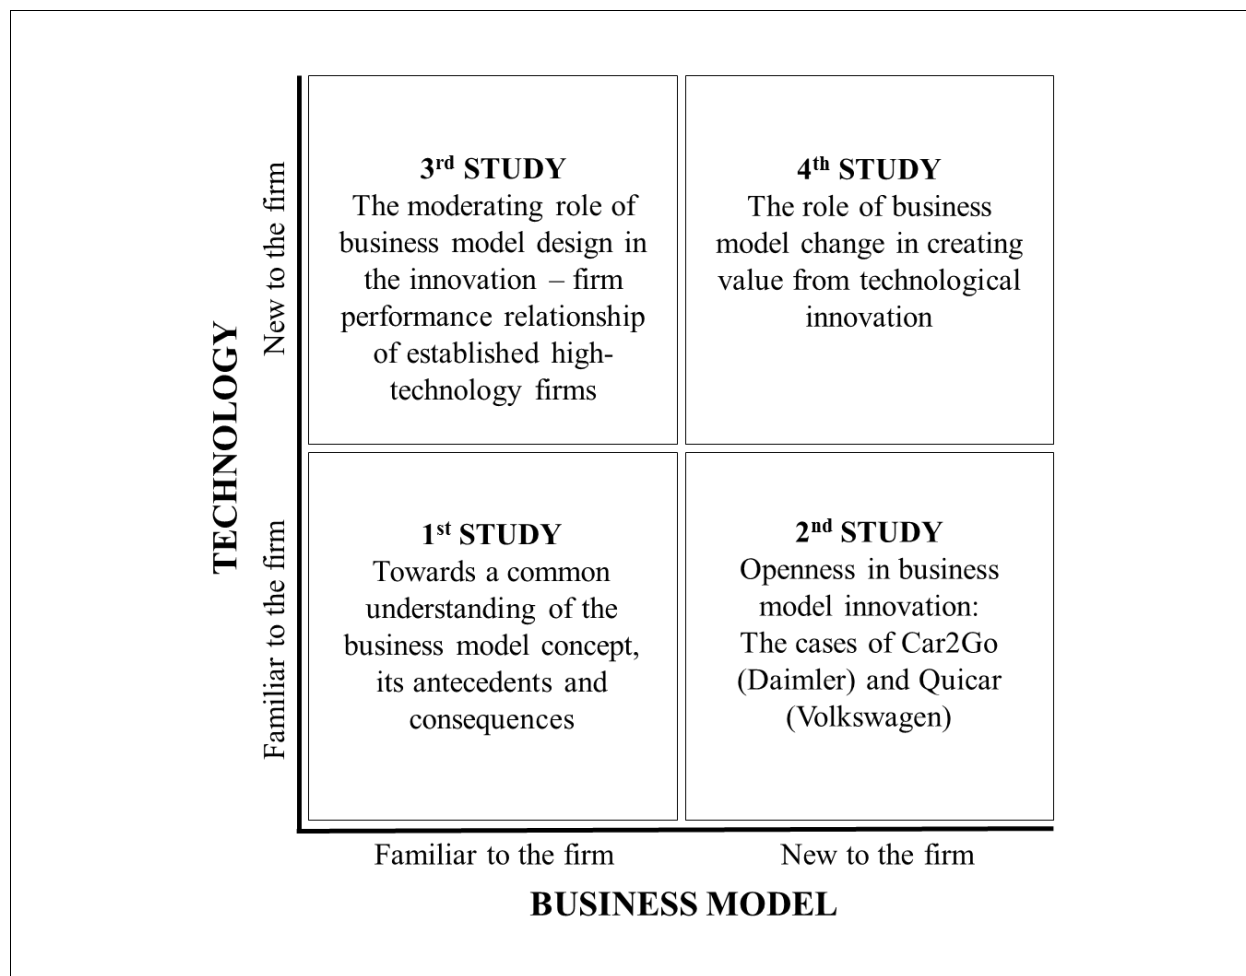 TECHNOLOGY
New to the firm
3rd STUDY
The moderating role of
business model design in
the innovation – firm
performance relationship
of established high-
technology firms
4th STUDY
The role of business
model change in creating
value from technological
innovation
Familiar to the firm
1st STUDY
Towards a common
understanding of the
business model concept,
its antecedents and
consequences
2nd STUDY
Openness in business
model innovation:
The cases of Car2Go
(Daimler) and Quicar
(Volkswagen)
Familiar to the firm
New to the firm
BUSINESS MODEL